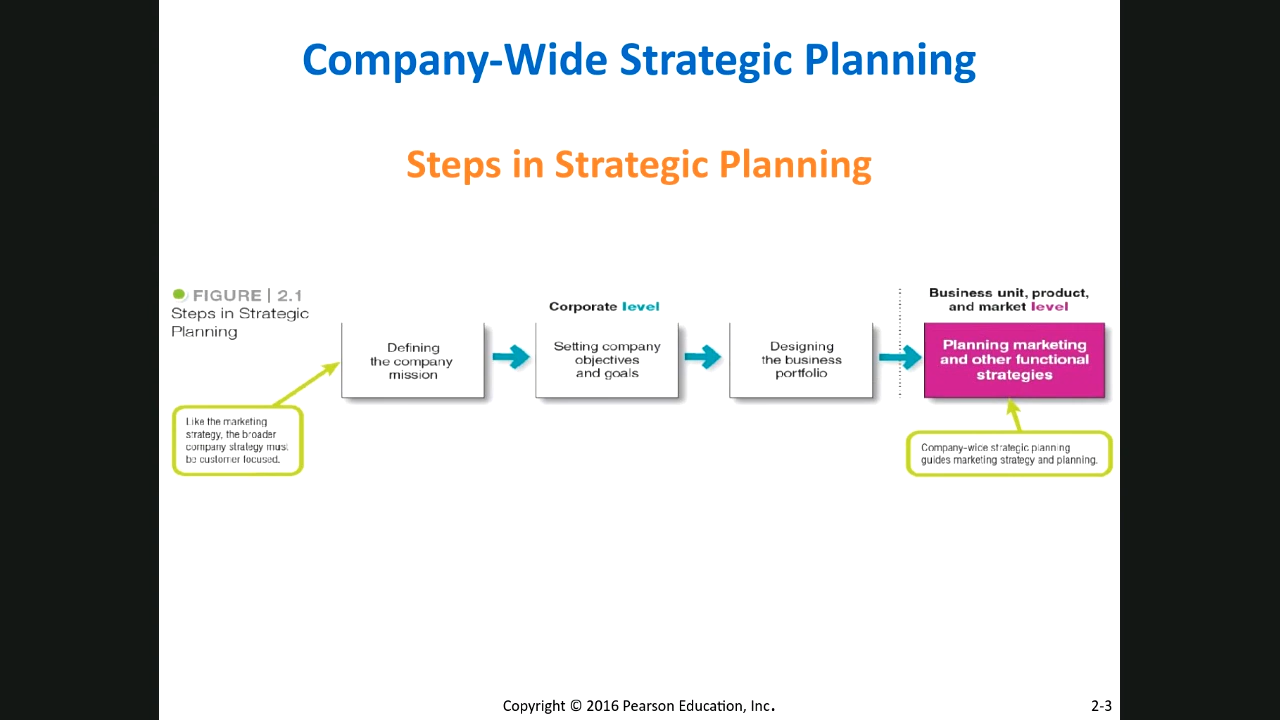 Company-Wide Strategic Planning
Steps in Strategic Planning
FIGURE | 2.1
Steps in Strategic
Planning
Corporate level
Business unit, product,
and market level
Defining
the company
mission
Setting company
objectives
and goals
Designing
the business
portfolio
Planning marketing
and other functional
strategies
Like the marketing
strategy, the broader
company strategy must
be customer focused.
Company-wide strategic planning
guides marketing strategy and planning.
Copyright © 2016 Pearson Education, Inc.
2-3